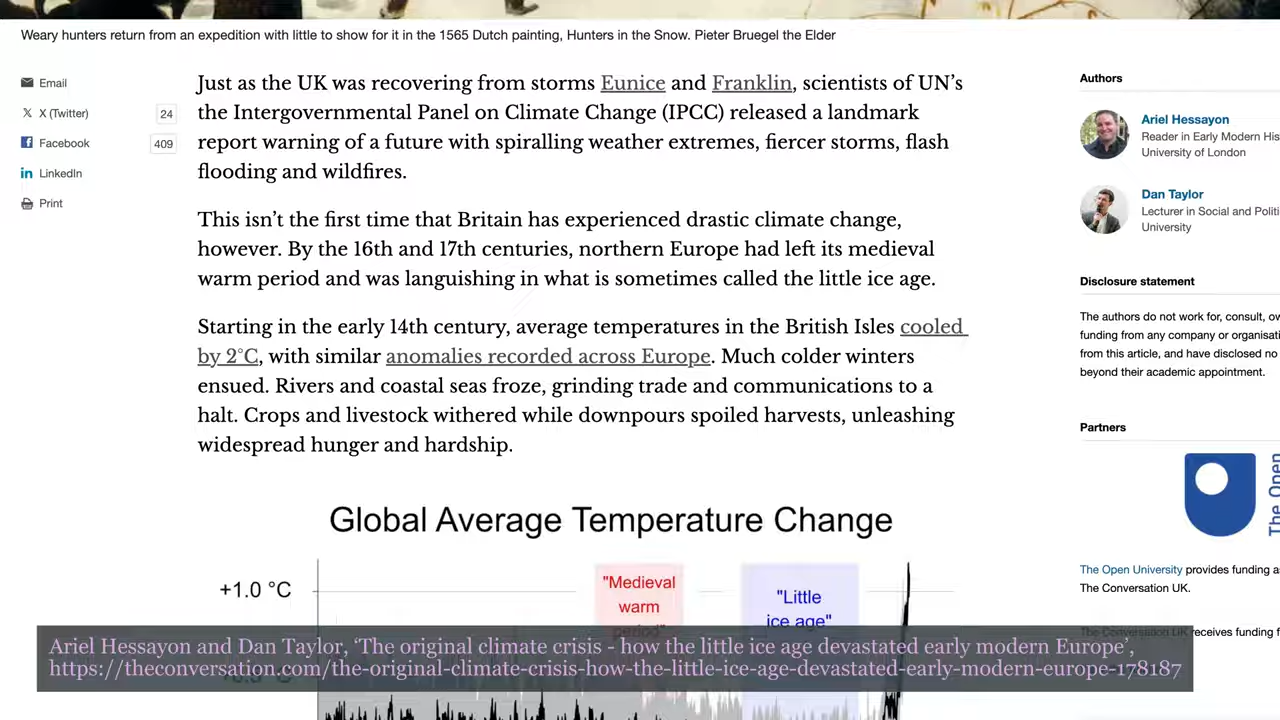 Weary hunters return from an expedition with little to show for it in the 1565 Dutch painting, Hunters in the Snow. Pieter Bruegel the Elder
Email
X (Twitter)
24
Facebook
409
LinkedIn
Print
Just as the UK was recovering from storms Eunice and Franklin, scientists of UN’s
the Intergovernmental Panel on Climate Change (IPCC) released a landmark
report warning of a future with spiralling weather extremes, fiercer storms, flash
flooding and wildfires.
This isn’t the first time that Britain has experienced drastic climate change,
however. By the 16th and 17th centuries, northern Europe had left its medieval
warm period and was languishing in what is sometimes called the little ice age.
Starting in the early 14th century, average temperatures in the British Isles cooled
by 2°C, with similar anomalies recorded across Europe. Much colder winters
ensued. Rivers and coastal seas froze, grinding trade and communications to a
halt. Crops and livestock withered while downpours spoiled harvests, unleashing
widespread hunger and hardship.
Global Average Temperature Change
+1.0 °C
"Medieval
warm
period"
"Little
ice age"
Authors
Ariel Hessayon
Reader in Early Modern His
University of London
Dan Taylor
Lecturer in Social and Politi
University
Disclosure statement
The authors do not work for, consult, ow
funding from any company or organisati
from this article, and have disclosed no
beyond their academic appointment.
Partners
The Open
The Open University provides funding as
The Conversation UK.
The Conversation UK receives funding f
Ariel Hessayon and Dan Taylor, ‘The original climate crisis - how the little ice age devastated early modern Europe’,
https://theconversation.com/the-original-climate-crisis-how-the-little-ice-age-devastated-early-modern-europe-178187